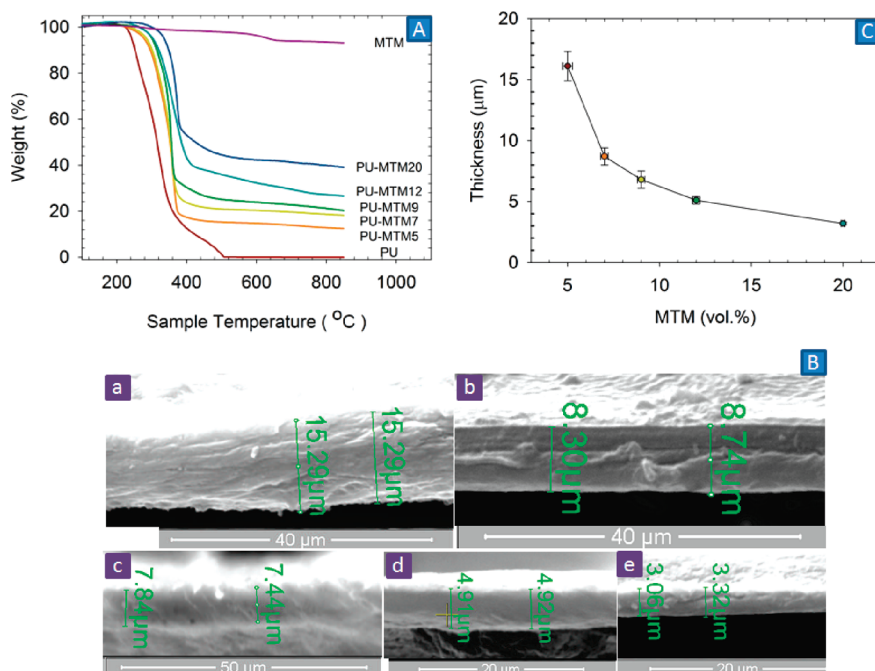 A
Weight (%)
100
80
60
40
20
0
MTM
PU-MTM20
PU-MTM12
PU-MTM9
PU-MTM7
PU-MTM5
PU
200
400
600
800
1000
Sample Temperature ( °C )
C
Thickness (µm)
20
15
10
5
0
5
10
15
20
MTM (vol.%)
B
a
15.29µm
15.29µm
40 µm
b
8.30µm
8.74µm
40 µm
c
7.84µm
7.44µm
50 µm
d
4.91µm
4.92µm
20 µm
e
3.06µm
3.32µm
20 µm